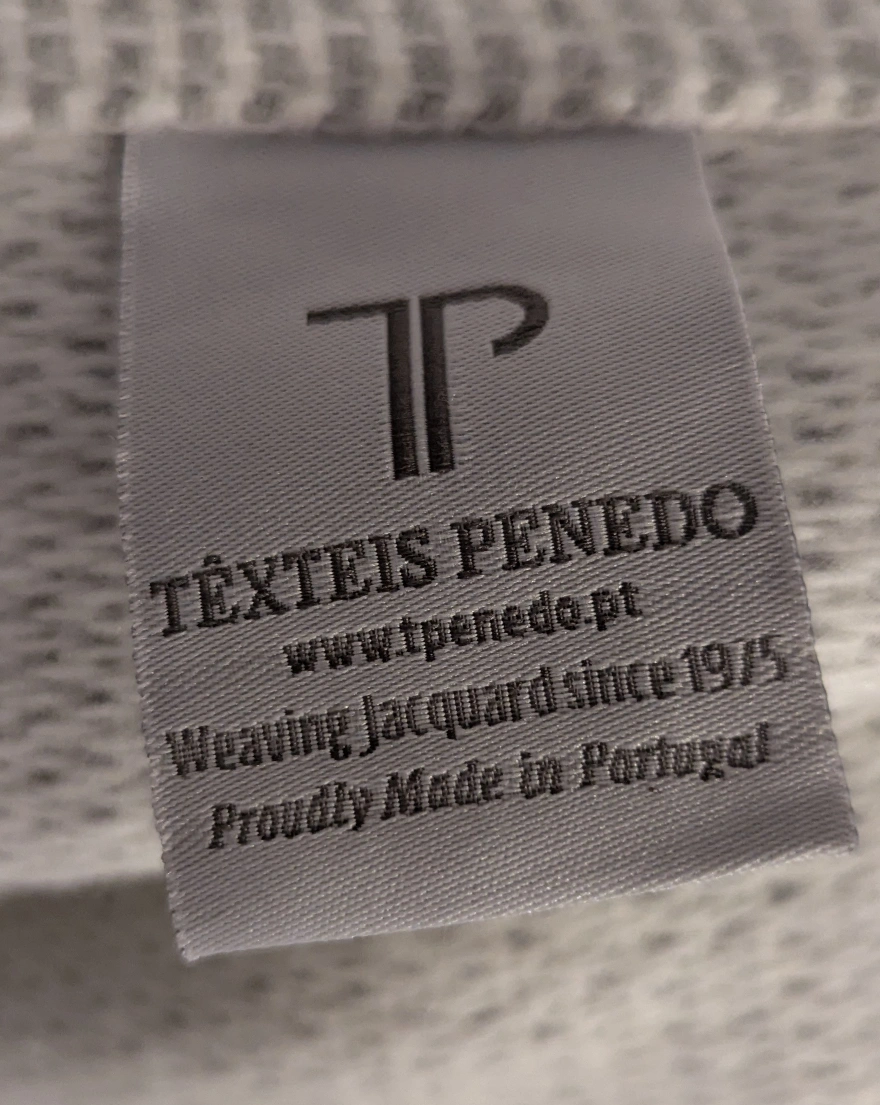 TP
TÊXTEIS PENEDO
www.tpenedo.pt
Weaving Jacquard since 1975
Proudly Made in Portugal